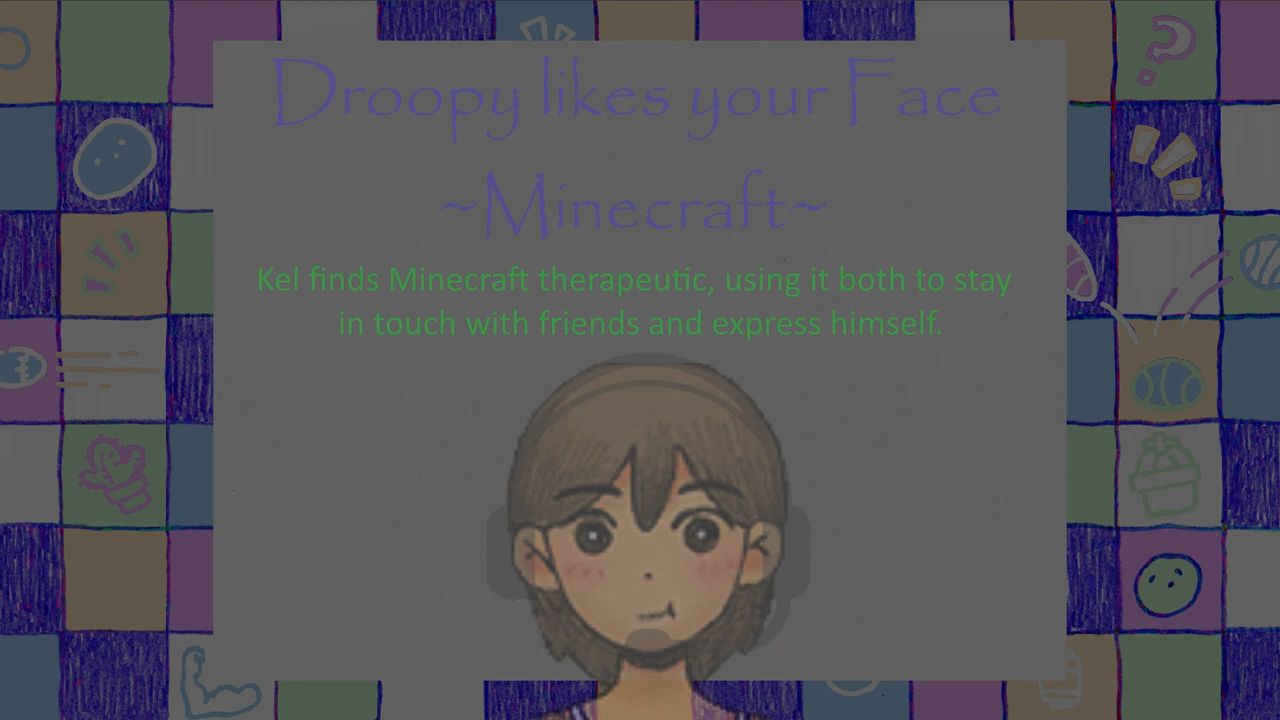 Droopy likes your Face
~Minecraft~
Kel finds Minecraft therapeutic, using it both to stay
in touch with friends and express himself.